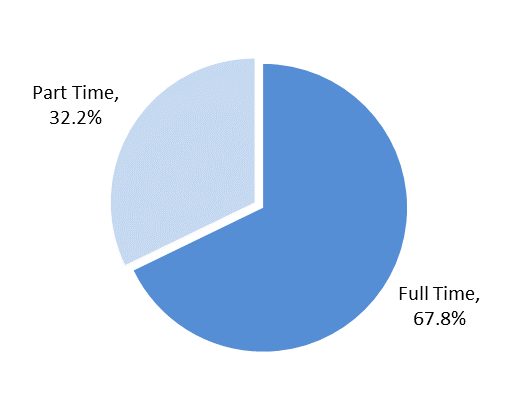 Part Time,
32.2%
Full Time,
67.8%